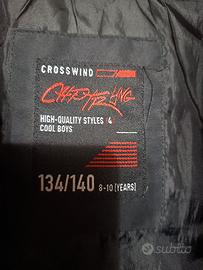 CROSSWIND
HIGH-QUALITY STYLES 4
COOL BOYS
134/140 8-10 [YEARS]
subito